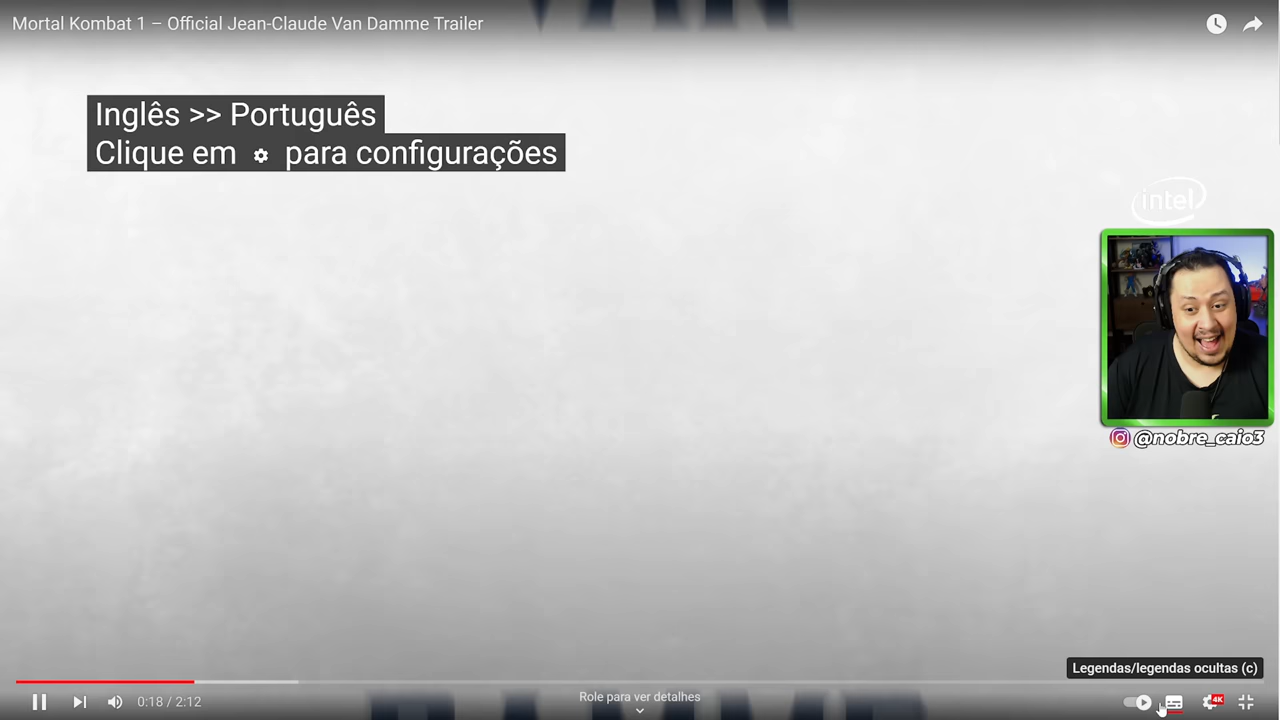 Mortal Kombat 1 – Official Jean-Claude Van Damme Trailer
Inglês >> Português
Clique em para configurações
intel
@nobre_caio3
Legendas/legendas ocultas (c)
0:18 / 2:12
Role para ver detalhes
4K